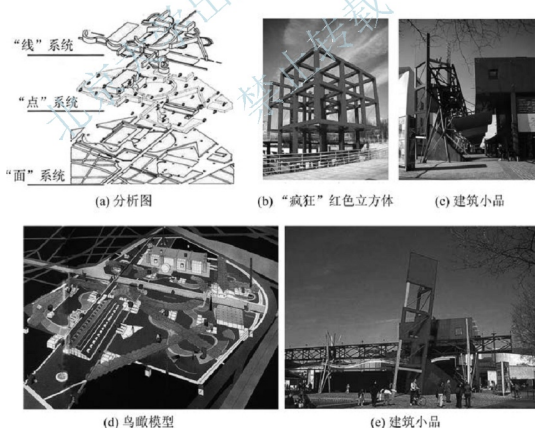 “线”系统
“点”系统
“面”系统
(a) 分析图
(b) “疯狂”红色立方体
(c) 建筑小品
(d) 鸟瞰模型
(e) 建筑小品